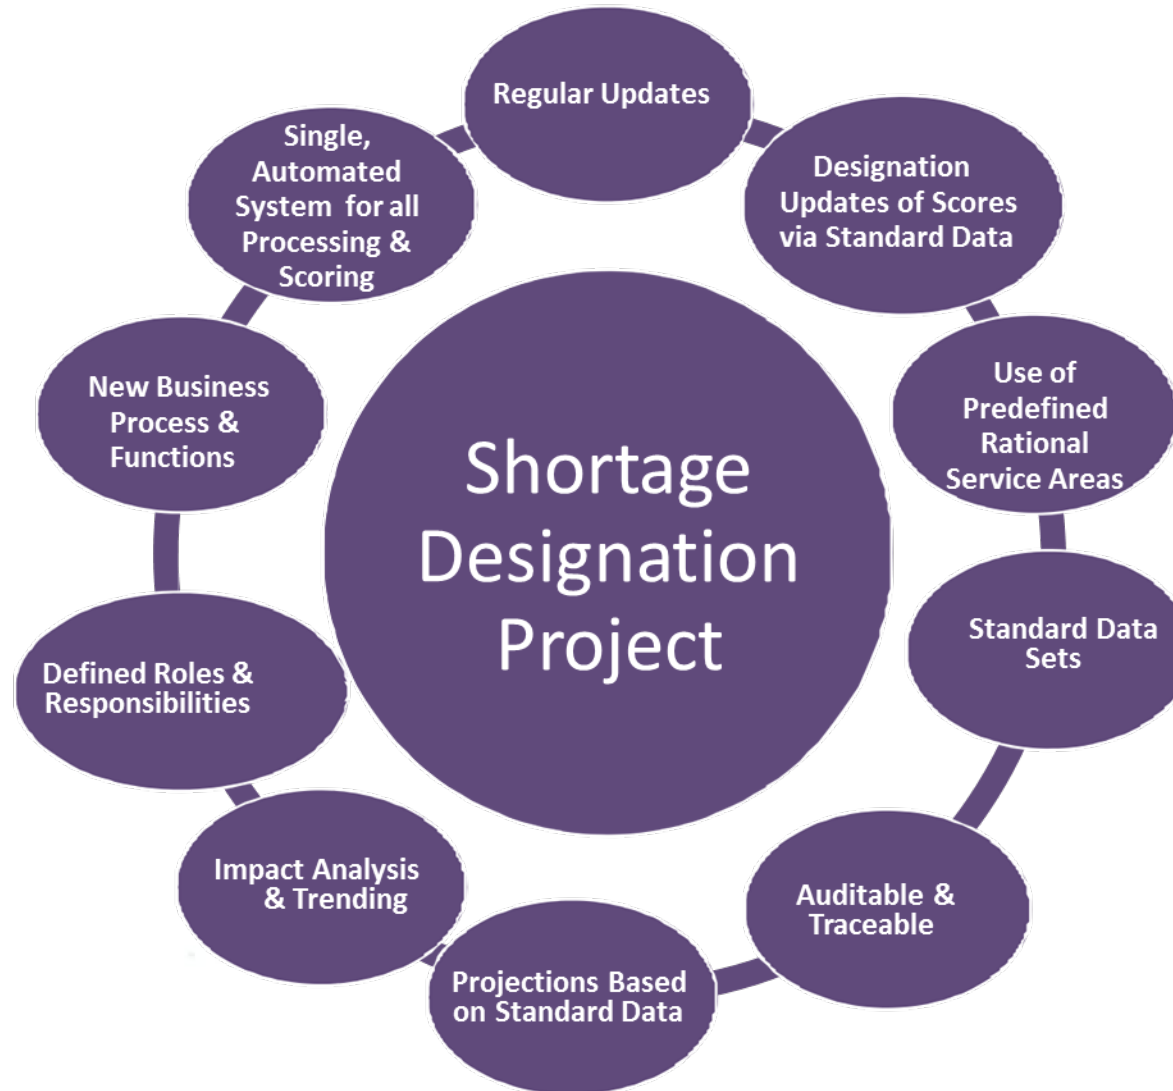 Regular Updates
Designation
Updates of Scores
via Standard Data
Use of
Predefined
Rational
Service Areas
Standard Data
Sets
Auditable &
Traceable
Projections Based
on Standard Data
Impact Analysis
& Trending
Defined Roles &
Responsibilities
New Business
Process &
Functions
Single,
Automated
System for all
Processing &
Scoring
Shortage
Designation
Project